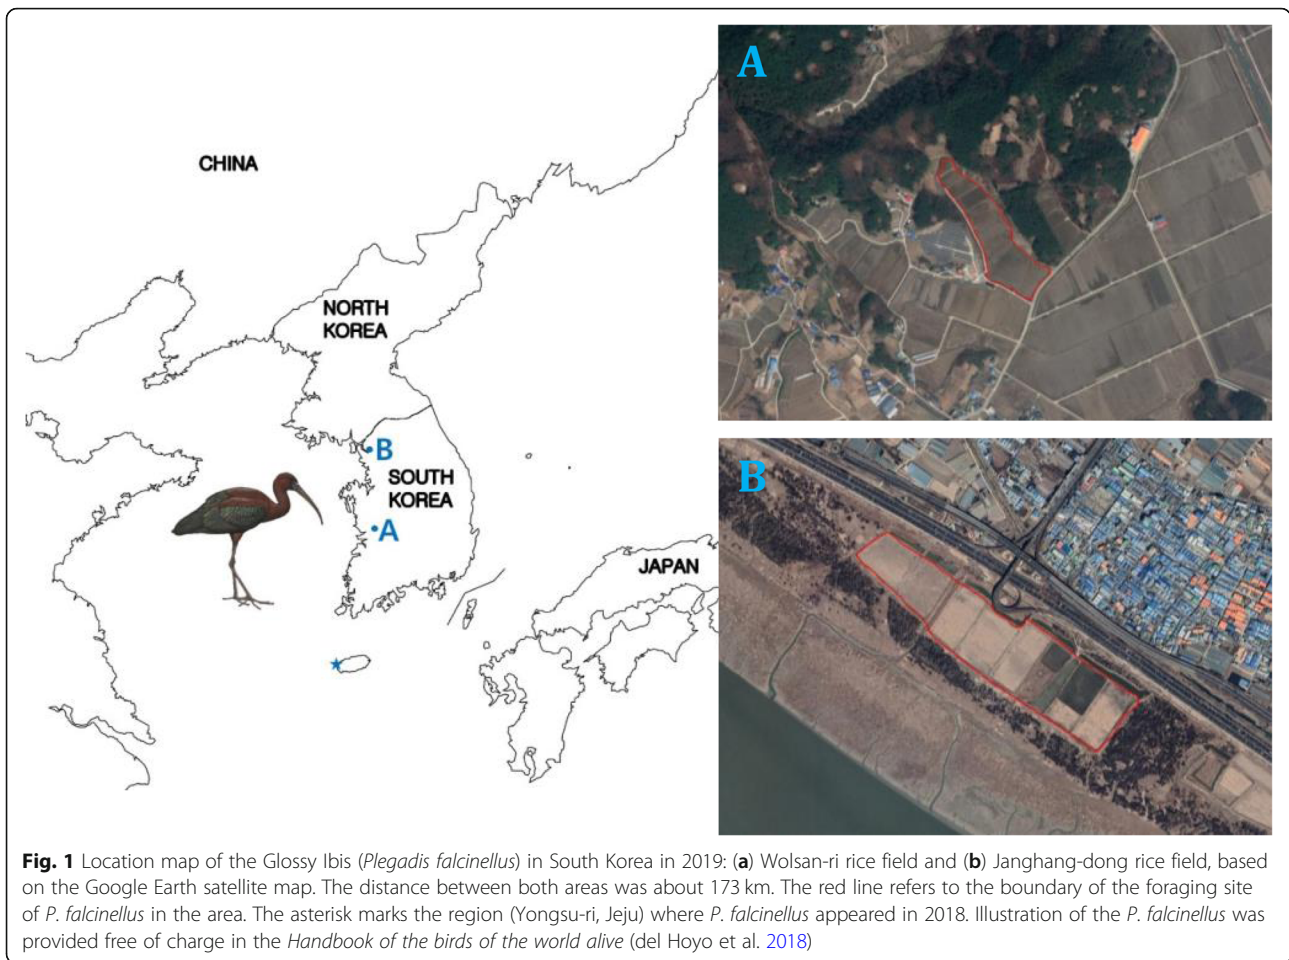 CHINA
NORTH
KOREA
B
SOUTH
KOREA
A
JAPAN
A
B
Fig. 1 Location map of the Glossy Ibis (Plegadis falcinellus) in South Korea in 2019: (a) Wolsan-ri rice field and (b) Janghang-dong rice field, based
on the Google Earth satellite map. The distance between both areas was about 173 km. The red line refers to the boundary of the foraging site
of P. falcinellus in the area. The asterisk marks the region (Yongsu-ri, Jeju) where P. falcinellus appeared in 2018. Illustration of the P. falcinellus was
provided free of charge in the Handbook of the birds of the world alive (del Hoyo et al. 2018)